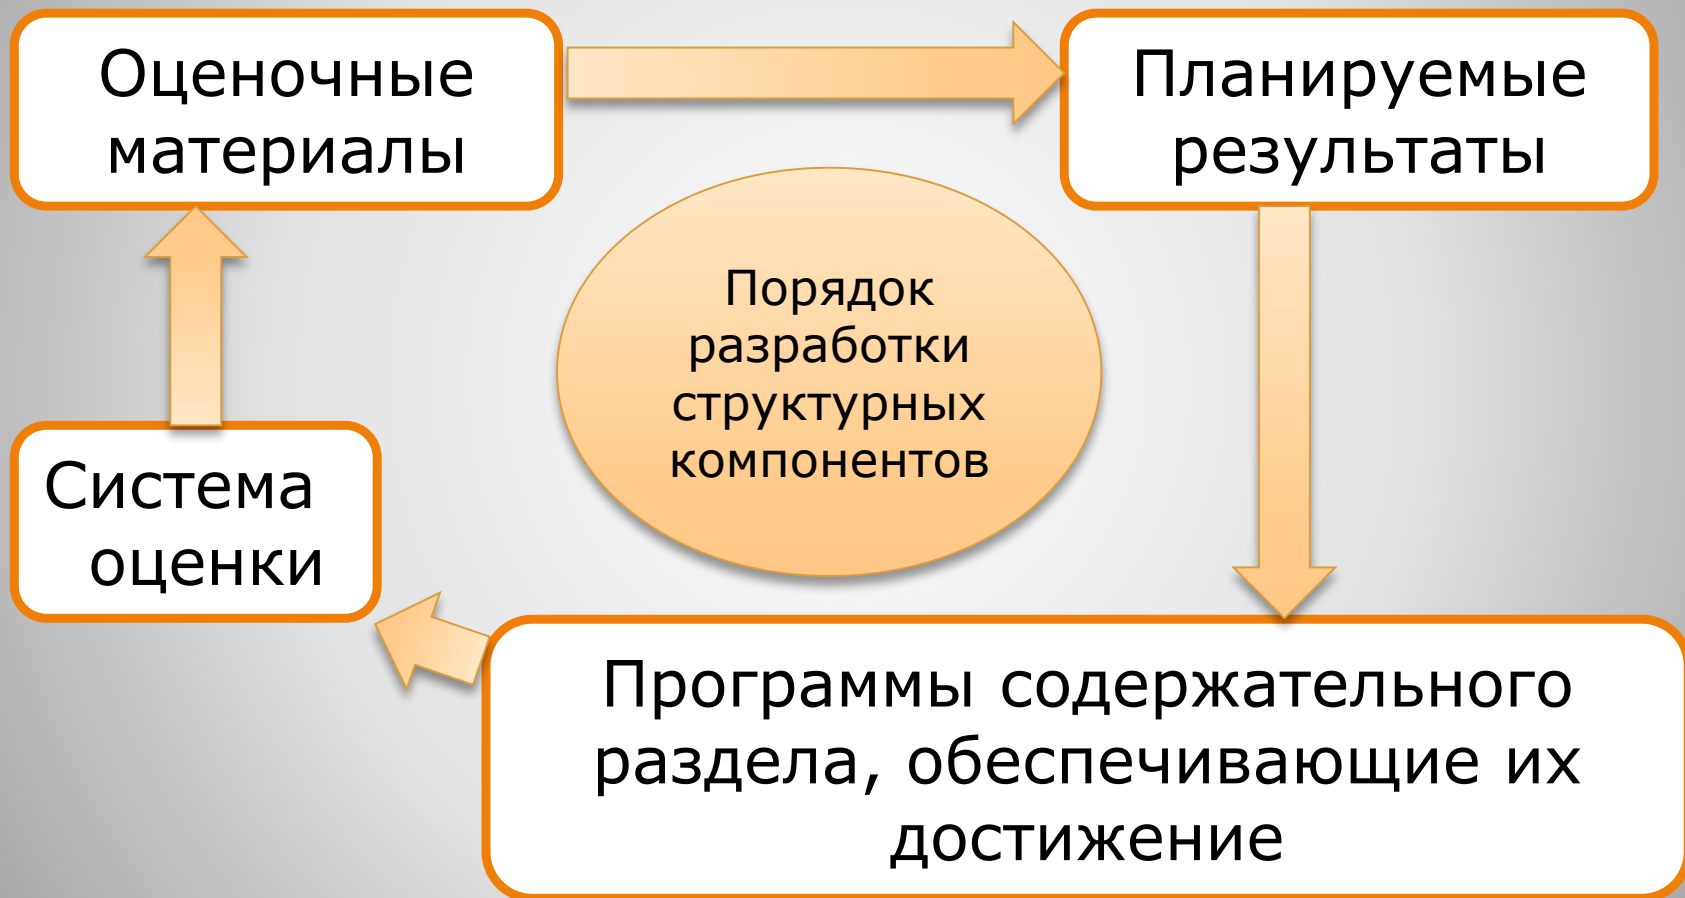 Оценочные
материалы
Планируемые
результаты
Порядок
разработки
структурных
компонентов
Система
оценки
Программы содержательного
раздела, обеспечивающие их
достижение